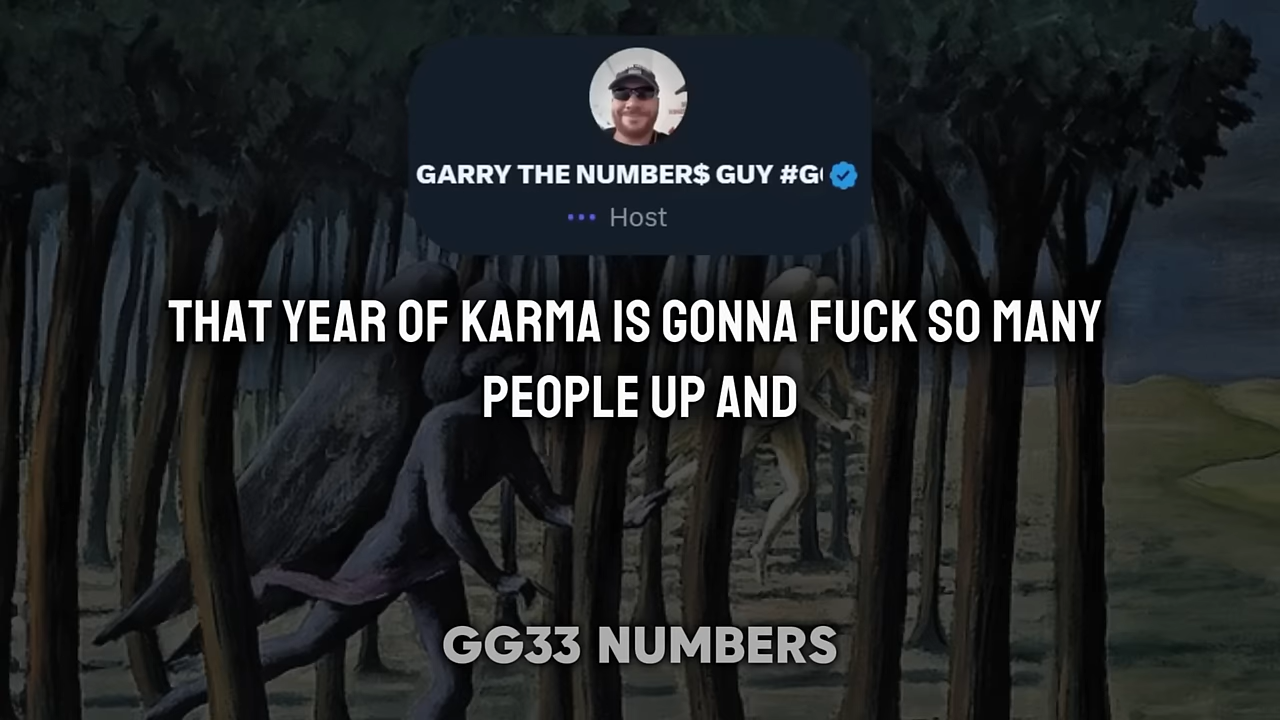 GARRY THE NUMBER$ GUY #G
Host
THAT YEAR OF KARMA IS GONNA FUCK SO MANY
PEOPLE UP AND
GG33 NUMBERS